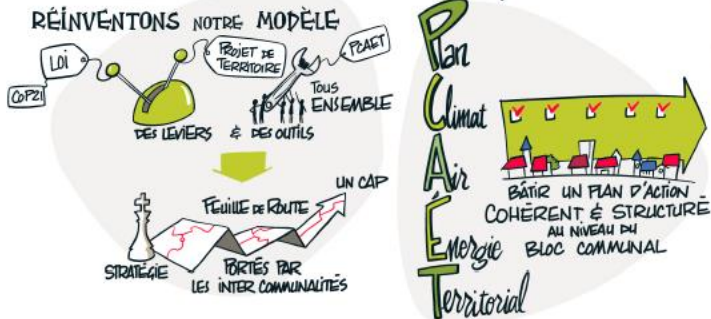 RÉINVENTONS NOTRE MODÈLE
LOI
COP21
PROJET DE
TERRITOIRE
PCAET
TOUS
ENSEMBLE
DES LEVIERS & DES OUTILS
UN CAP
FEUILLE DE ROUTE
STRATÉGIE
PORTÉS PAR
LES INTER COMMUNALITÉS
Plan
Climat
Air
Énergie
Territorial
BÂTIR UN PLAN D'ACTION
COHÉRENT & STRUCTURÉ
AU NIVEAU DU
BLOC COMMUNAL